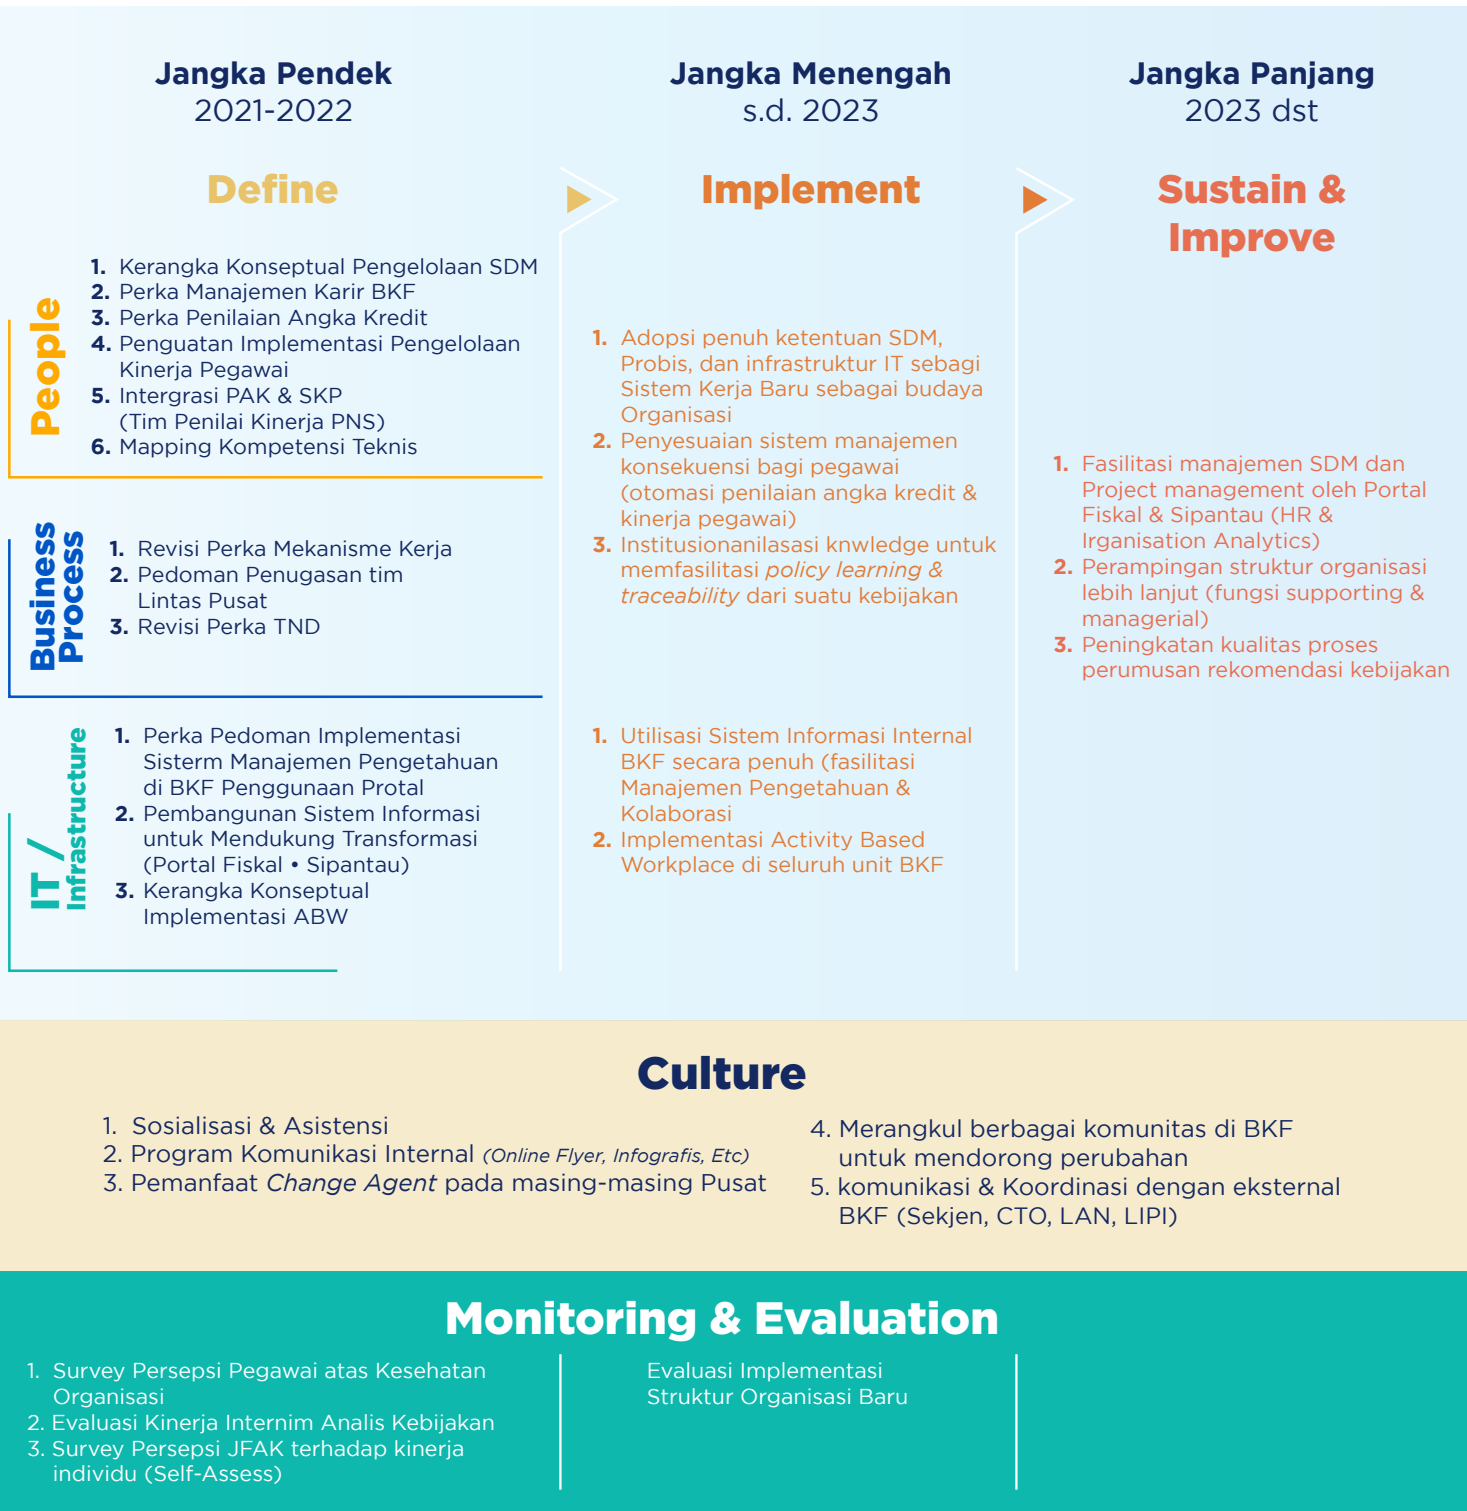 Jangka Pendek
2021-2022
Jangka Menengah
s.d. 2023
Jangka Panjang
2023 dst
Define
Implement
Sustain &
Improve
People
1. Kerangka Konseptual Pengelolaan SDM
2. Perka Manajemen Karir BKF
3. Perka Penilaian Angka Kredit
4. Penguatan Implementasi Pengelolaan
Kinerja Pegawai
5. Intergrasi PAK & SKP
(Tim Penilai Kinerja PNS)
6. Mapping Kompetensi Teknis
Business
Process
1. Revisi Perka Mekanisme Kerja
2. Pedoman Penugasan tim
Lintas Pusat
3. Revisi Perka TND
IT /
Infrastructure
1. Perka Pedoman Implementasi
Sisterm Manajemen Pengetahuan
di BKF Penggunaan Protal
2. Pembangunan Sistem Informasi
untuk Mendukung Transformasi
(Portal Fiskal • Sipantau)
3. Kerangka Konseptual
Implementasi ABW
1. Adopsi penuh ketentuan SDM,
Probis, dan infrastruktur IT sebagi
Sistem Kerja Baru sebagai budaya
Organisasi
2. Penyesuaian sistem manajemen
konsekuensi bagi pegawai
(otomasi penilaian angka kredit &
kinerja pegawai)
3. Institusionanilasasi knwledge untuk
memfasilitasi policy learning &
traceability dari suatu kebijakan
1. Utilisasi Sistem Informasi Internal
BKF secara penuh (fasilitasi
Manajemen Pengetahuan &
Kolaborasi
2. Implementasi Activity Based
Workplace di seluruh unit BKF
1. Fasilitasi manajemen SDM dan
Project management oleh Portal
Fiskal & Sipantau (HR &
Irganisation Analytics)
2. Perampingan struktur organisasi
lebih lanjut (fungsi supporting &
managerial)
3. Peningkatan kualitas proses
perumusan rekomendasi kebijakan
Culture
1. Sosialisasi & Asistensi
2. Program Komunikasi Internal (Online Flyer, Infografis, Etc)
3. Pemanfaat Change Agent pada masing-masing Pusat
4. Merangkul berbagai komunitas di BKF
untuk mendorong perubahan
5. komunikasi & Koordinasi dengan eksternal
BKF (Sekjen, CTO, LAN, LIPI)
Monitoring & Evaluation
1. Survey Persepsi Pegawai atas Kesehatan
Organisasi
2. Evaluasi Kinerja Internim Analis Kebijakan
3. Survey Persepsi JFAK terhadap kinerja
individu (Self-Assess)
Evaluasi Implementasi
Struktur Organisasi Baru